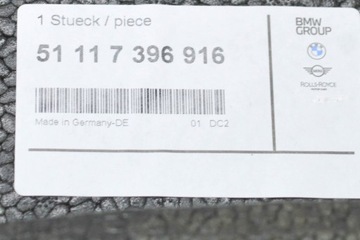 1 Stueck / piece
51 11 7 396 916
Made in Germany-DE 01 DC2
BMW
GROUP
ROLLS-ROYCE